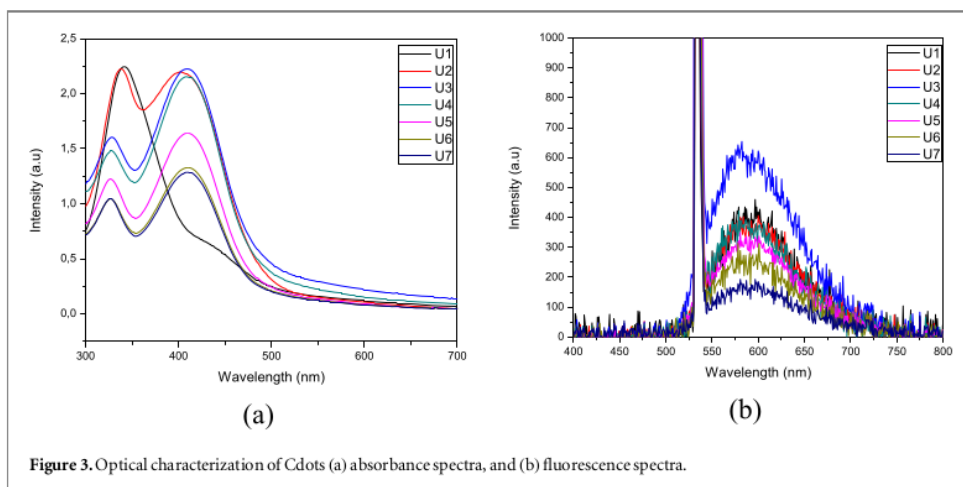 2,5
2,0
1,5
1,0
0,5
0,0
300 400 500 600 700
Intensity (a.u)
Wavelength (nm)
U1
U2
U3
U4
U5
U6
U7
(a)
1000
900
800
700
600
500
400
300
200
100
0
400 450 500 550 600 650 700 750 800
Intensity (a.u)
Wavelength (nm)
U1
U2
U3
U4
U5
U6
U7
(b)
Figure 3. Optical characterization of Cdots (a) absorbance spectra, and (b) fluorescence spectra.